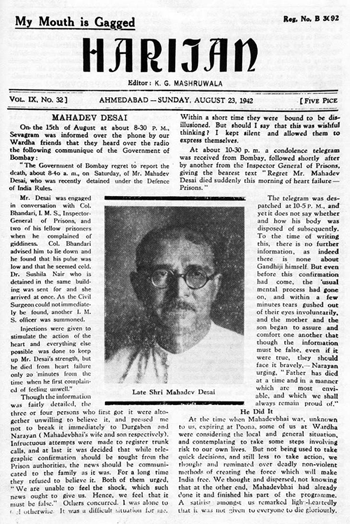 My Mouth is Gagged
Reg. No. B 3092
HARIJAN
Editor: K. G. MASHRUWALA
VOL. IX, NO. 32]
AHMEDABAD — SUNDAY, AUGUST 23, 1942
[FIVE PICE
MAHADEV DESAI
On the 15th of August at about 8-30 P. M.,
Sevagram was informed over the phone by our
Wardha friends that they heard over the radio
the following communique of the Government of
Bombay:
"The Government of Bombay regret to report the
death, about 8-40 a. m., on Saturday, of Mr. Mahadev
Desai, who was recently detained under the Defence
of India Rules.
Mr. Desai was engaged
in conversation with Col.
Bhandari, I. M. S., Inspector-
General of Prisons, and
two of his fellow prisoners
when he complained of
giddiness. Col. Bhandari
advised him to lie down and
he found that his pulse was
low and that he seemed cold.
Dr. Sushila Nair who is
detained in the same build-
ing was sent for and she
arrived at once. As the Civil
Surgeon could not immediate-
ly be found, another I. M.
S. officer was summoned.
Injections were given to
stimulate the action of the
heart and everything else
possible was done to keep
up Mr. Desai's strength, but
he died from heart failure
only 20 minutes from the
time when he first complain-
ed of feeling unwell."
Though the information
was fairly detailed, the
three or four persons who first got it were alto-
gether unwilling to believe it, and pressed me
not to break it immediately to Durgaben and
Narayan (Mahadevbhai's wife and son respectively).
Infructuous attempts were made to register trunk
calls, and at last it was decided that while tele-
graphic confirmation should be sought from the
Prison authorities, the news should be communi-
cated to the family as it was. For a long time
they refused to believe it. Both of them urged,
"We are unable to feel the shock, which such
news ought to give us. Hence, we feel that it
must be false." Others concurred. I was alone to
it otherwise. It was a difficult situation for us.
Late Shri Mahadev Desai
Within a short time they were bound to be dis-
illusioned. But should I say that this was wishful
thinking? I kept silent and allowed them to
express themselves.
At about 10-30 p. m. a condolence telegram
was received from Bombay, followed shortly after
by another from the Inspector General of Prisons,
giving the bearest text "Regret Mr. Mahadev
Desai died suddenly this morning of heart failure —
Prisons."
The telegram was des-
patched at 10-5 P. M., and
yet it does not say whether
and how his body was
disposed of subsequently.
To the time of writing
this, there is no further
information, as indeed
there is none about
Gandhiji himself. But even
before this confirmation
had come, the usual
mental process had gone
on, and within a few
minutes tears gushed out
of their eyes involuntarily,
and the mother and the
son began to assure and
comfort one another that
though the information
must be false, even if it
were true, they should
face it bravely, — Narayan
urging, "Father has died
at a time and in a manner
which are most envi-
able, and which we shall
always remain proud of."
He Did It
At the time when Mahadevbhai was, unknown
to us, expiring at Poona, some of us at Wardha
were considering the local and general situation,
and contemplating to take some steps involving
risk to our own lives. But not being used to take
quick decisions, and still less to take action, we
thought and ruminated over deadly non-violent
methods of creating the force which will make
India free. We thought and dispersed, not knowing
that at the other end, Mahadevbhai had already
done it and finished his part of the programme.
A satirist amongst us remarked light-heartedly
that it was not given to everyone to die gloriously.